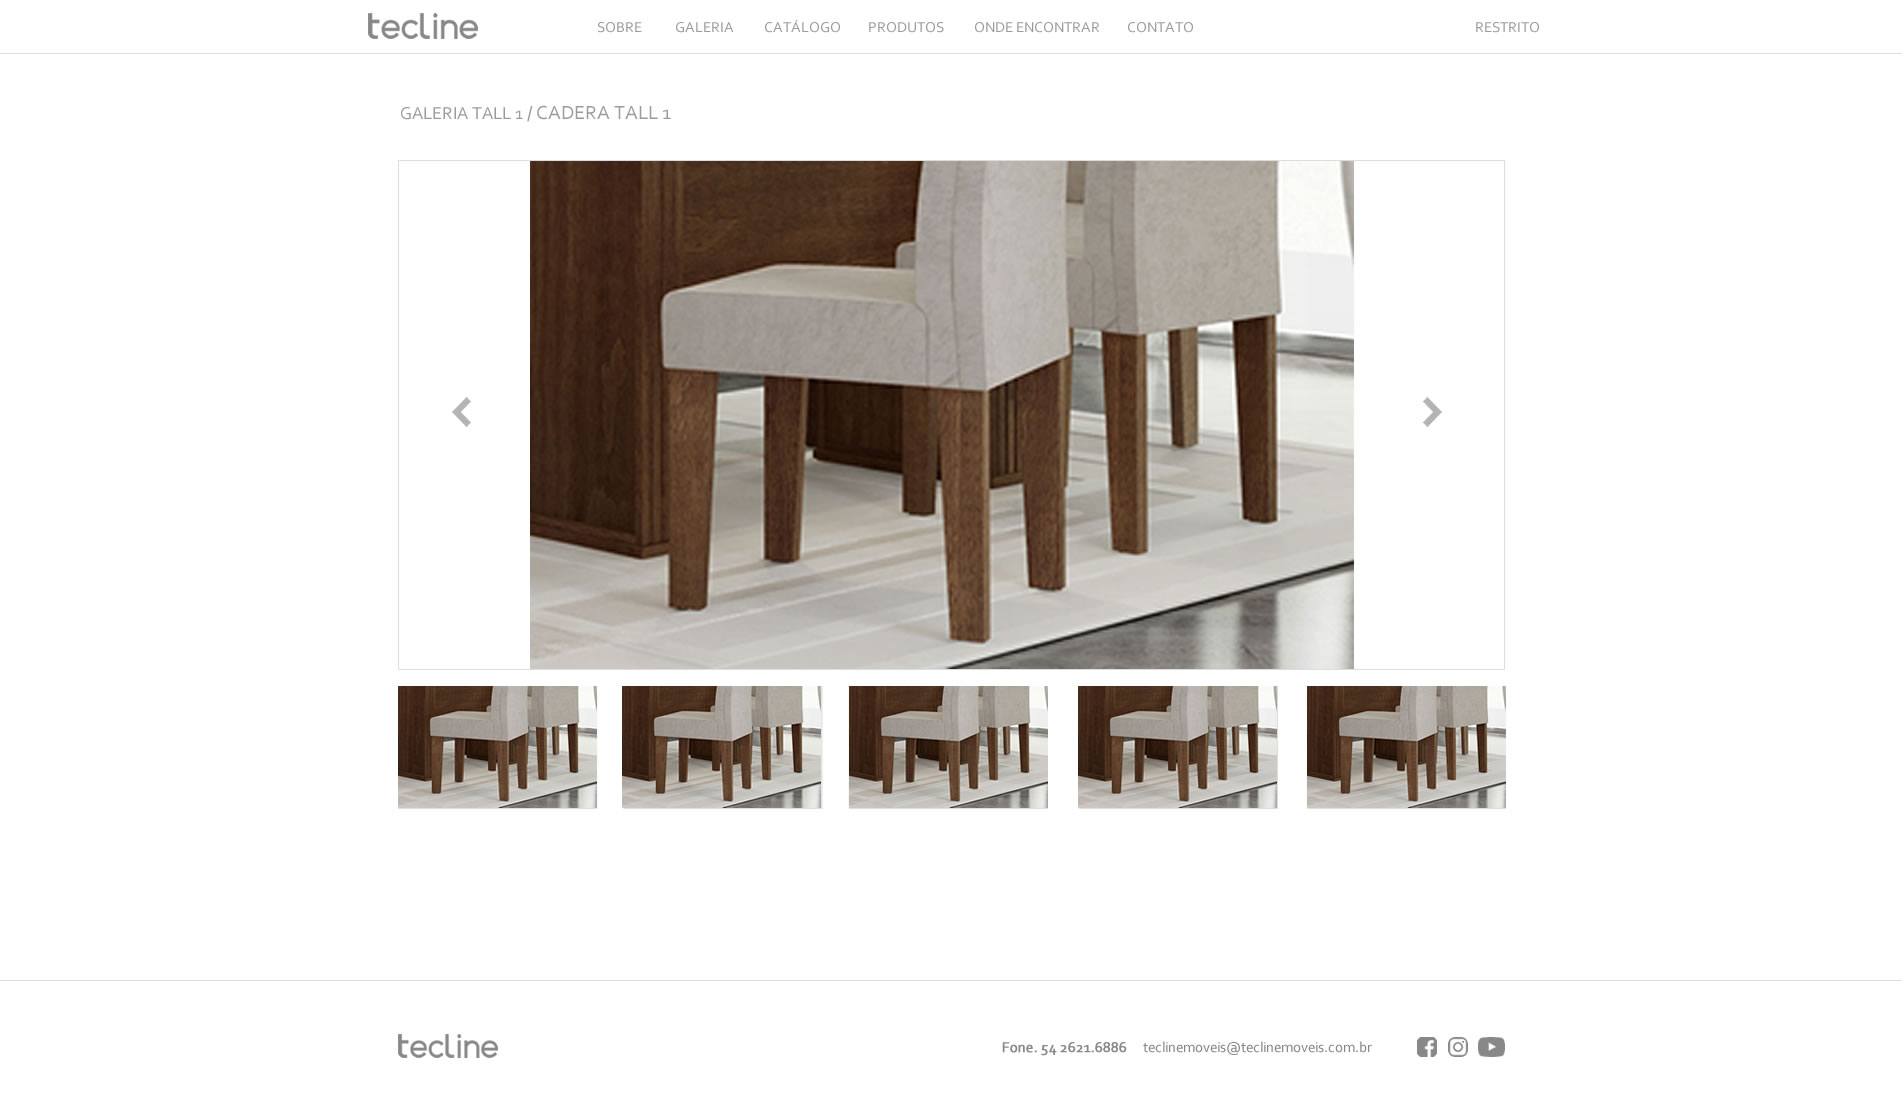 tecline
SOBRE GALERIA CATÁLOGO PRODUTOS ONDE ENCONTRAR CONTATO RESTRITO
GALERIA TALL 1 / CADERA TALL 1
tecline
Fone. 54 2621.6886 teclinemoveis@teclinemoveis.com.br